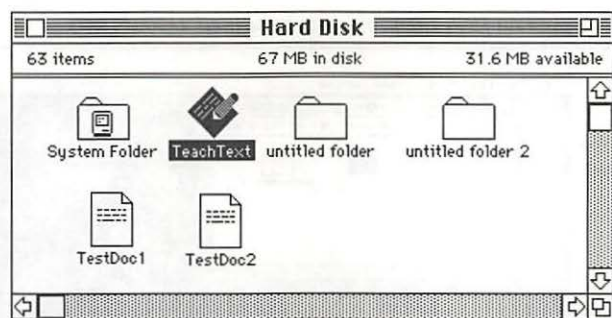 Hard Disk
63 items 67 MB in disk 31.6 MB available
System Folder TeachText untitled folder untitled folder 2
TestDoc1 TestDoc2